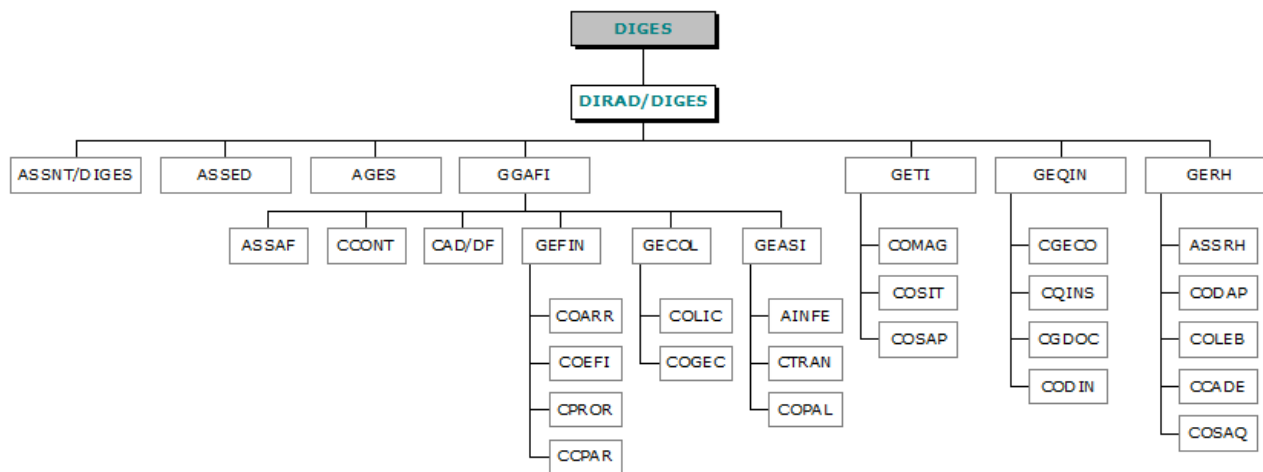 DIGES
DIRAD/DIGES
ASSNT/DIGES ASSED AGES GGAFI GETI GEQIN GERH
ASSAF CCONT CAD/DF GEFIN GECOL GEASI COMAG CGECO ASSRH
COSIT CQINS CODAP
COARR COLIC AINFE
COSAP CGDOC COLEB
COEFI COGEC CTRAN
CODIN CCADE
CPROR COPAL
COSAQ
CCPAR